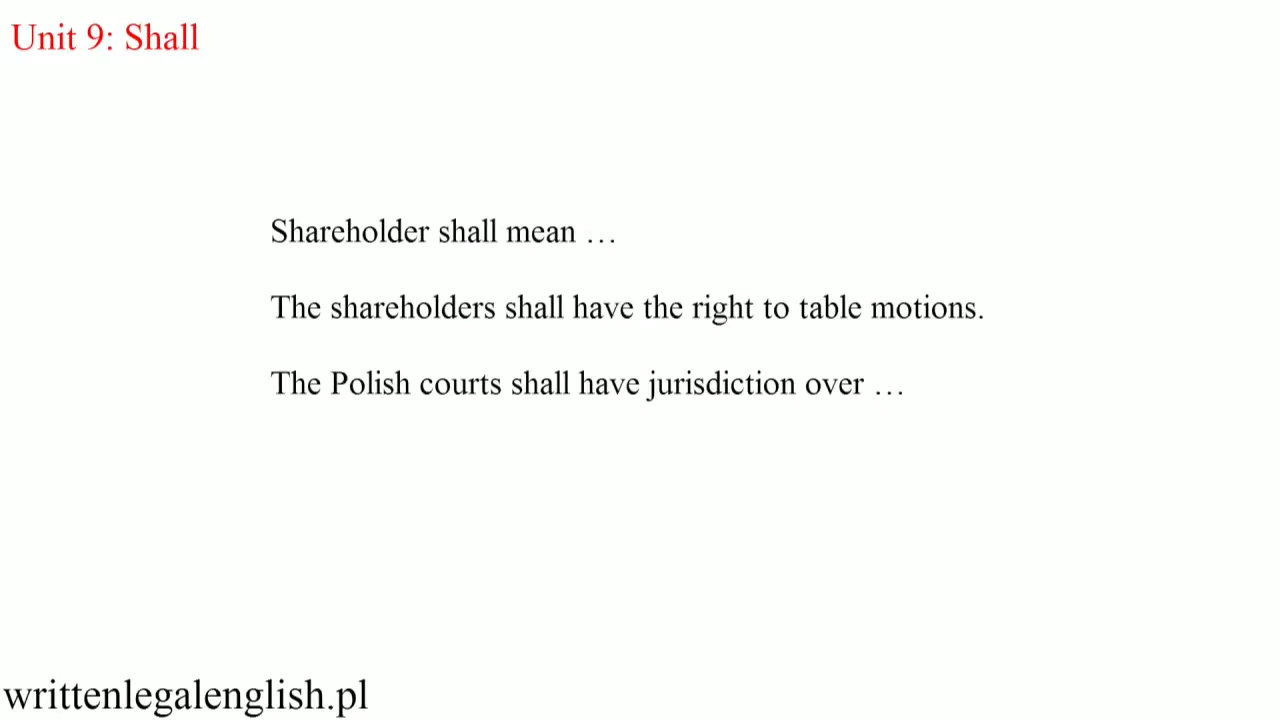 Unit 9: Shall
Shareholder shall mean …
The shareholders shall have the right to table motions.
The Polish courts shall have jurisdiction over …
writtenlegalenglish.pl